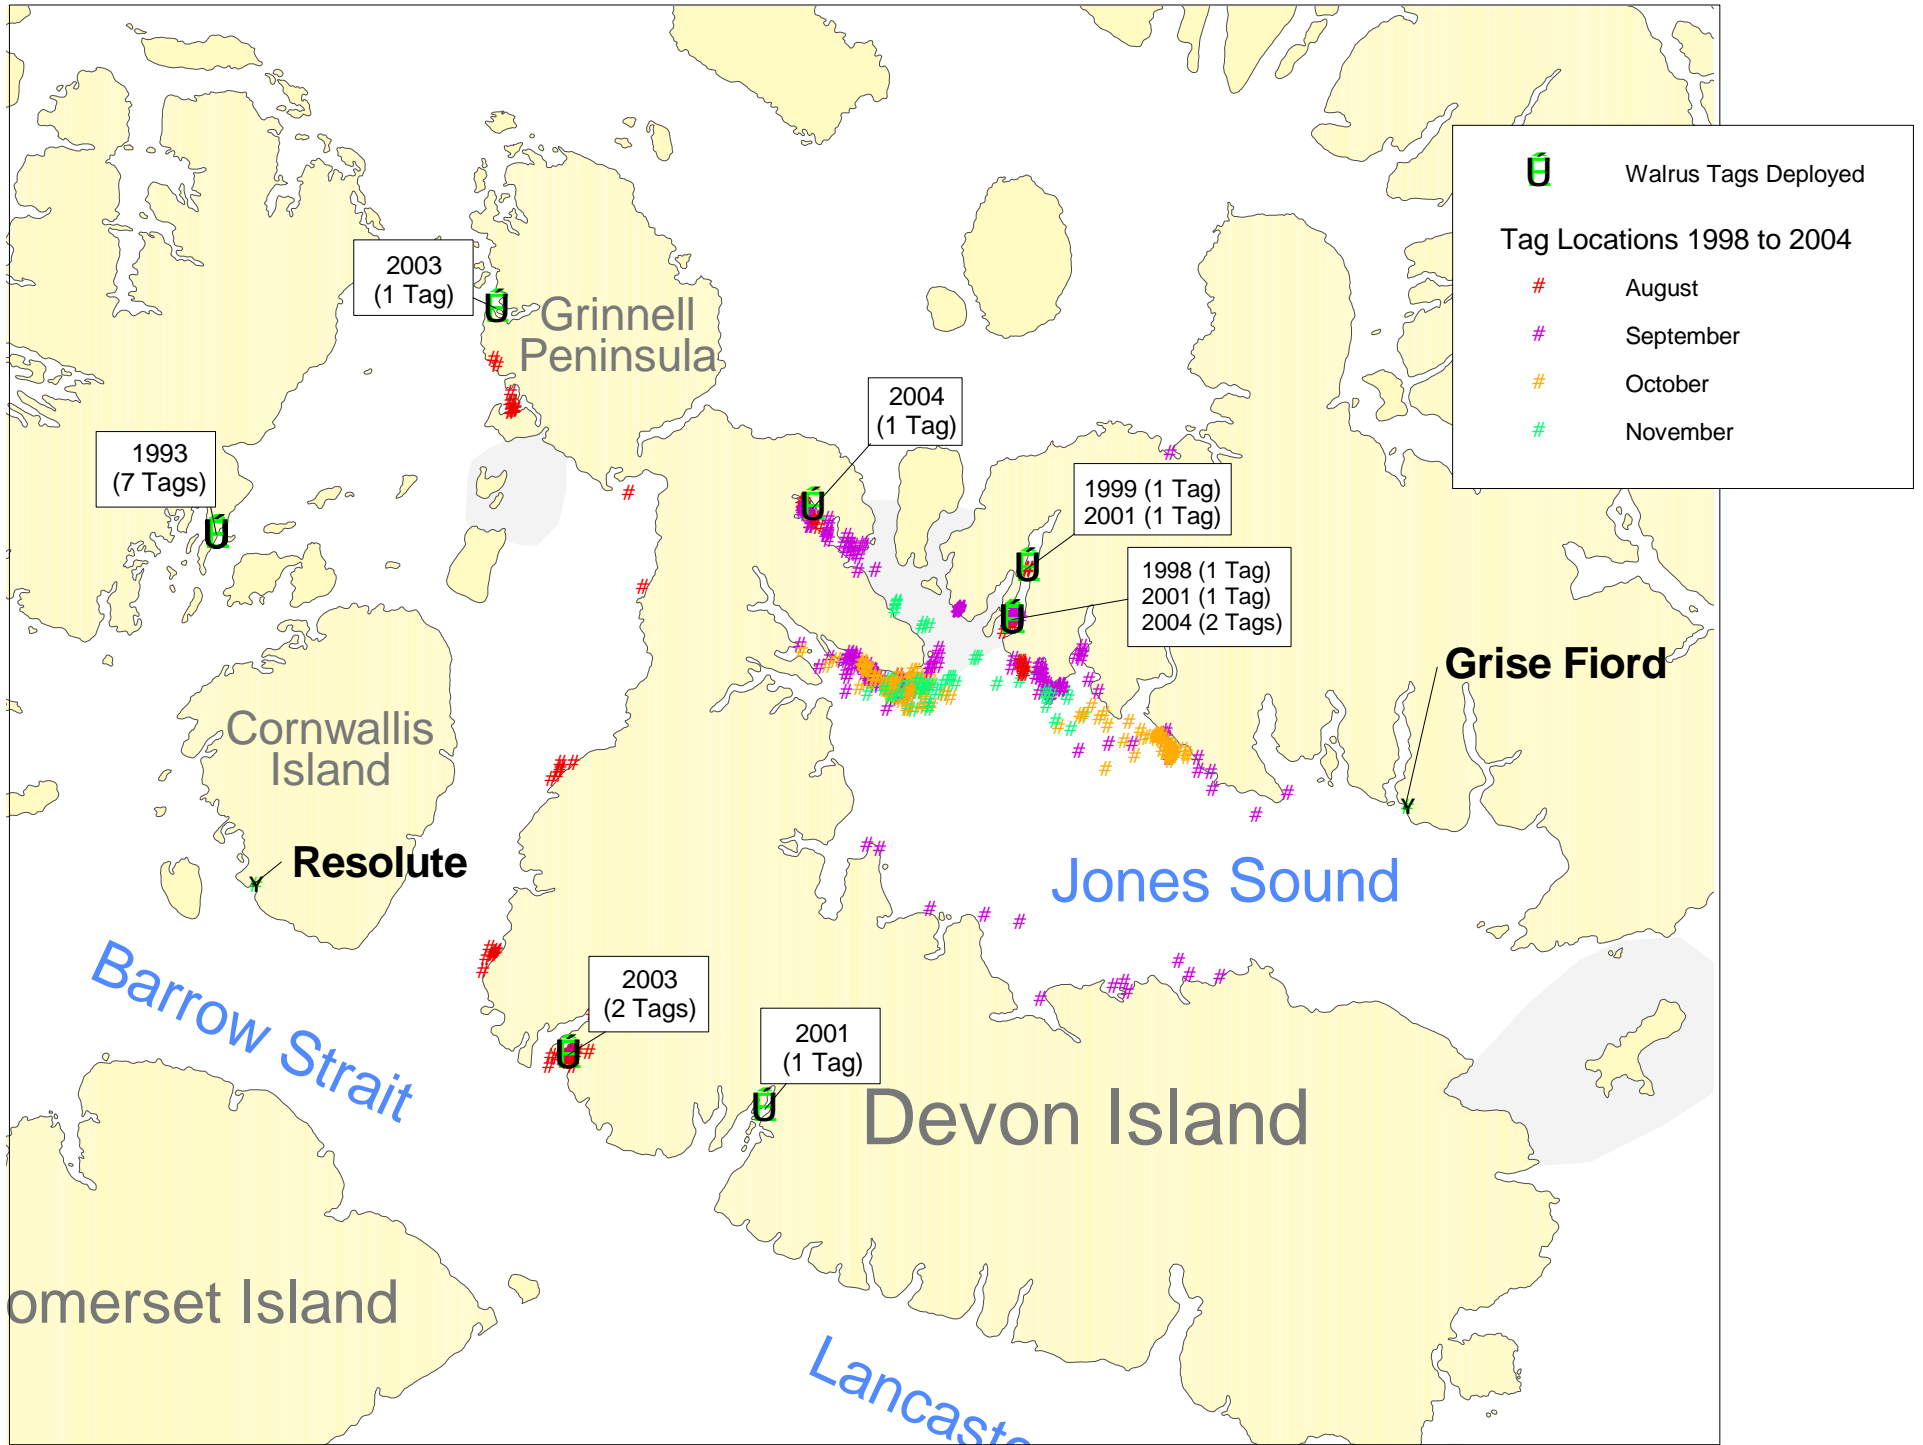 Walrus Tags Deployed
Tag Locations 1998 to 2004
# August
# September
# October
# November
2003
(1 Tag)
Grinnell
Peninsula
2004
(1 Tag)
1993
(7 Tags)
1999 (1 Tag)
2001 (1 Tag)
1998 (1 Tag)
2001 (1 Tag)
2004 (2 Tags)
Grise Fiord
Cornwallis
Island
Resolute
Jones Sound
Barrow Strait
2003
(2 Tags)
2001
(1 Tag)
Devon Island
omerset Island
Lancaste